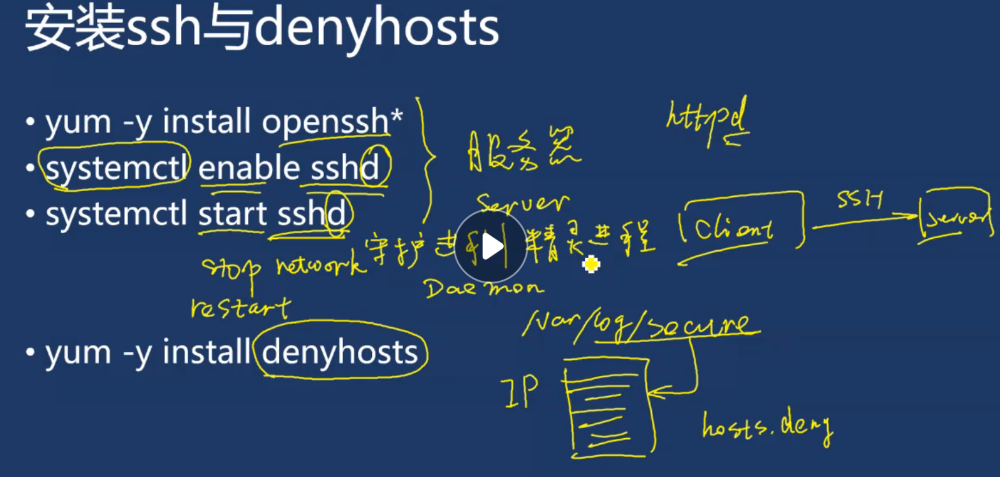 安装ssh与denyhosts
• yum -y install openssh*
• systemctl enable sshd
• systemctl start sshd
stop network
restart
• yum -y install denyhosts
httpd
服务器
Server
守护进程 精灵进程
Daemon
Client
SSH
Server
/var/log/secure
IP
hosts.deny